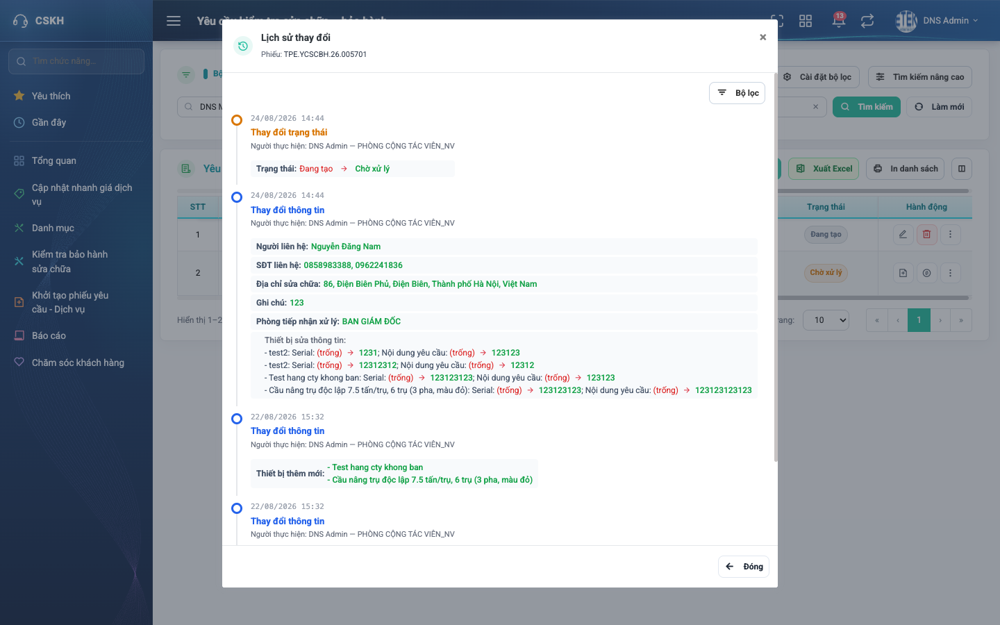 CSKH
Tìm chức năng...
Yêu thích
Gần đây
Tổng quan
Cập nhật nhanh giá dịch
vụ
Danh mục
Kiểm tra bảo hành
sửa chữa
Khởi tạo phiếu yêu
cầu - Dịch vụ
Báo cáo
Chăm sóc khách hàng
13
DNS Admin
Cài đặt bộ lọc
Tìm kiếm nâng cao
DNS
Tìm kiếm
Làm mới
Yêu
Xuất Excel
In danh sách
STT
Trạng thái
Hành động
1
Đang tạo
2
Chờ xử lý
Hiển thị 1–2
10
«
‹
1
›
»
Lịch sử thay đổi
×
Phiếu: TPE.YCSCBH.26.005701
Bộ lọc
24/08/2026 14:44
Thay đổi trạng thái
Người thực hiện: DNS Admin — PHÒNG CỘNG TÁC VIÊN_NV
Trạng thái: Đang tạo → Chờ xử lý
24/08/2026 14:44
Thay đổi thông tin
Người thực hiện: DNS Admin — PHÒNG CỘNG TÁC VIÊN_NV
Người liên hệ: Nguyễn Đăng Nam
SĐT liên hệ: 0858983388, 0962241836
Địa chỉ sửa chữa: 86, Điện Biên Phủ, Điện Biên, Thành phố Hà Nội, Việt Nam
Ghi chú: 123
Phòng tiếp nhận xử lý: BAN GIÁM ĐỐC
Thiết bị sửa thông tin:
- test2: Serial: (trống) → 1231; Nội dung yêu cầu: (trống) → 123123
- test2: Serial: (trống) → 12312312; Nội dung yêu cầu: (trống) → 12312
- Test hang cty khong ban: Serial: (trống) → 123123123; Nội dung yêu cầu: (trống) → 123123
- Cầu nâng trụ độc lập 7.5 tấn/trụ, 6 trụ (3 pha, màu đỏ): Serial: (trống) → 123123123; Nội dung yêu cầu: (trống) → 123123123123
22/08/2026 15:32
Thay đổi thông tin
Người thực hiện: DNS Admin — PHÒNG CỘNG TÁC VIÊN_NV
Thiết bị thêm mới: - Test hang cty khong ban
- Cầu nâng trụ độc lập 7.5 tấn/trụ, 6 trụ (3 pha, màu đỏ)
22/08/2026 15:32
Thay đổi thông tin
Người thực hiện: DNS Admin — PHÒNG CỘNG TÁC VIÊN_NV
Đóng